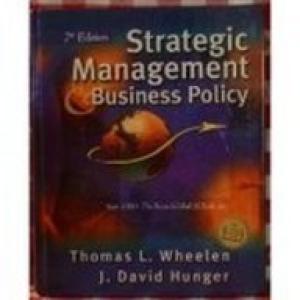 7th Edition
Strategic
Management
Business Policy
Thomas L. Wheelen
J. David Hunger